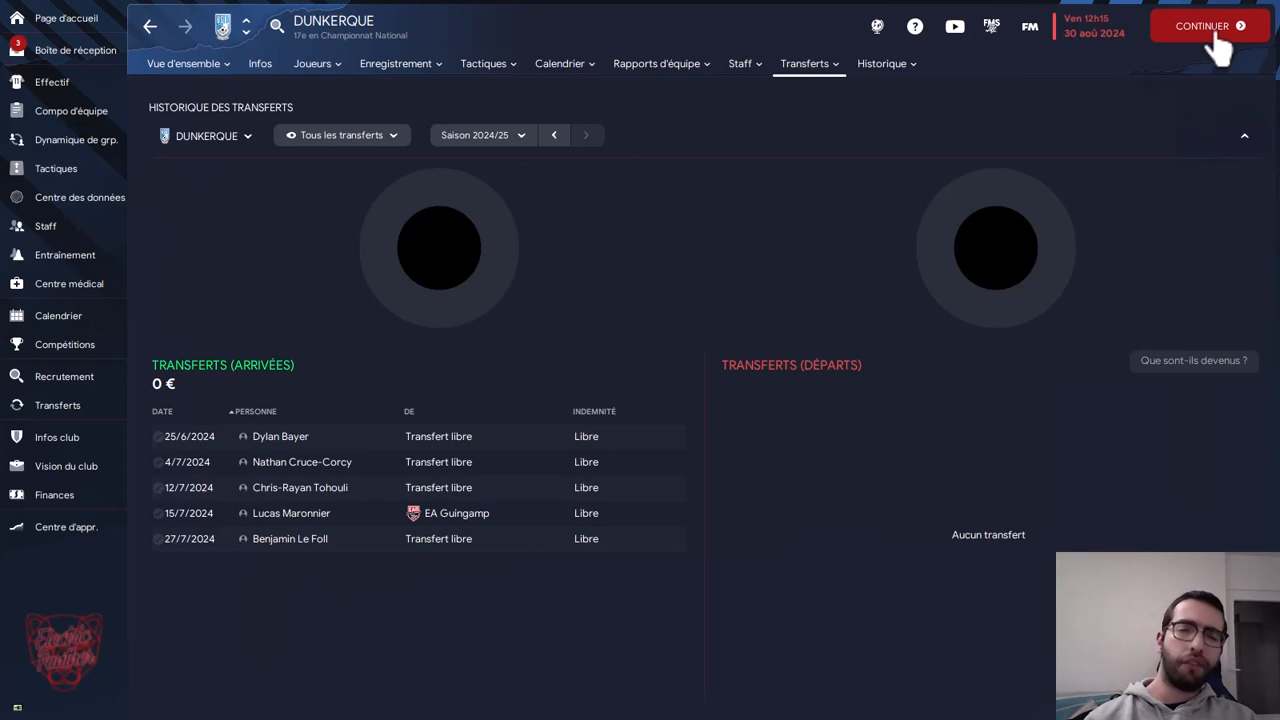 Page d'accueil
3
Boîte de réception
Effectif
Compo d'équipe
Dynamique de grp.
Tactiques
Centre des données
Staff
Entraînement
Centre médical
Calendrier
Compétitions
Recrutement
Transferts
Infos club
Vision du club
Finances
Centre d'appr.
Electric Panther
DUNKERQUE
17e en Championnat National
FMS
FM
Ven 12h15
30 aoû 2024
CONTINUER
Vue d'ensemble Infos Joueurs Enregistrement Tactiques Calendrier Rapports d'équipe Staff Transferts Historique
HISTORIQUE DES TRANSFERTS
DUNKERQUE Tous les transferts Saison 2024/25
TRANSFERTS (ARRIVÉES)
0 €
DATE PERSONNE DE INDEMNITÉ
25/6/2024 Dylan Bayer Transfert libre Libre
4/7/2024 Nathan Cruce-Corcy Transfert libre Libre
12/7/2024 Chris-Rayan Tohouli Transfert libre Libre
15/7/2024 Lucas Maronnier EA Guingamp Libre
27/7/2024 Benjamin Le Foll Transfert libre Libre
TRANSFERTS (DÉPARTS)
Que sont-ils devenus ?
Aucun transfert